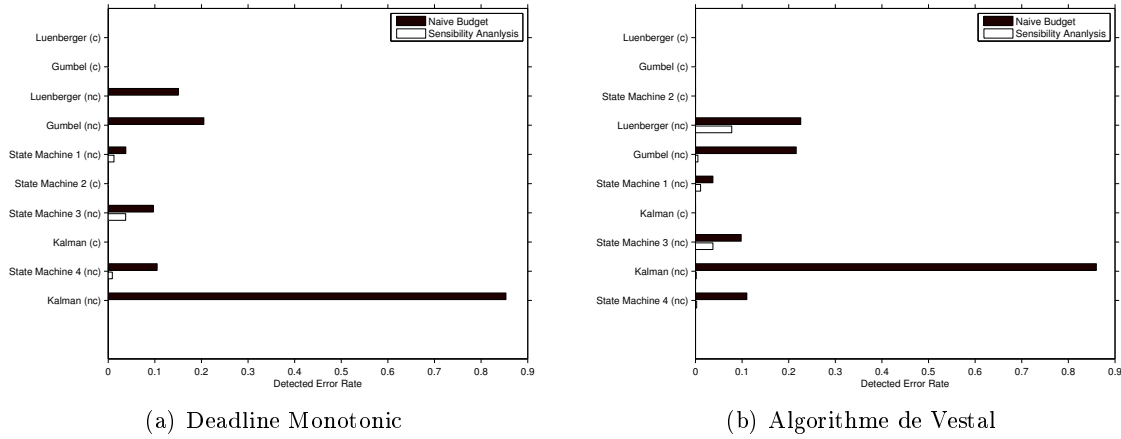 Naive Budget
Sensibility Ananlysis
Luenberger (c)
Gumbel (c)
Luenberger (nc)
Gumbel (nc)
State Machine 1 (nc)
State Machine 2 (c)
State Machine 3 (nc)
Kalman (c)
State Machine 4 (nc)
Kalman (nc)
0 0.1 0.2 0.3 0.4 0.5 0.6 0.7 0.8 0.9
Detected Error Rate
(a) Deadline Monotonic
Naive Budget
Sensibility Ananlysis
Luenberger (c)
Gumbel (c)
State Machine 2 (c)
Luenberger (nc)
Gumbel (nc)
State Machine 1 (nc)
Kalman (c)
State Machine 3 (nc)
Kalman (nc)
State Machine 4 (nc)
0 0.1 0.2 0.3 0.4 0.5 0.6 0.7 0.8 0.9
Detected Error Rate
(b) Algorithme de Vestal